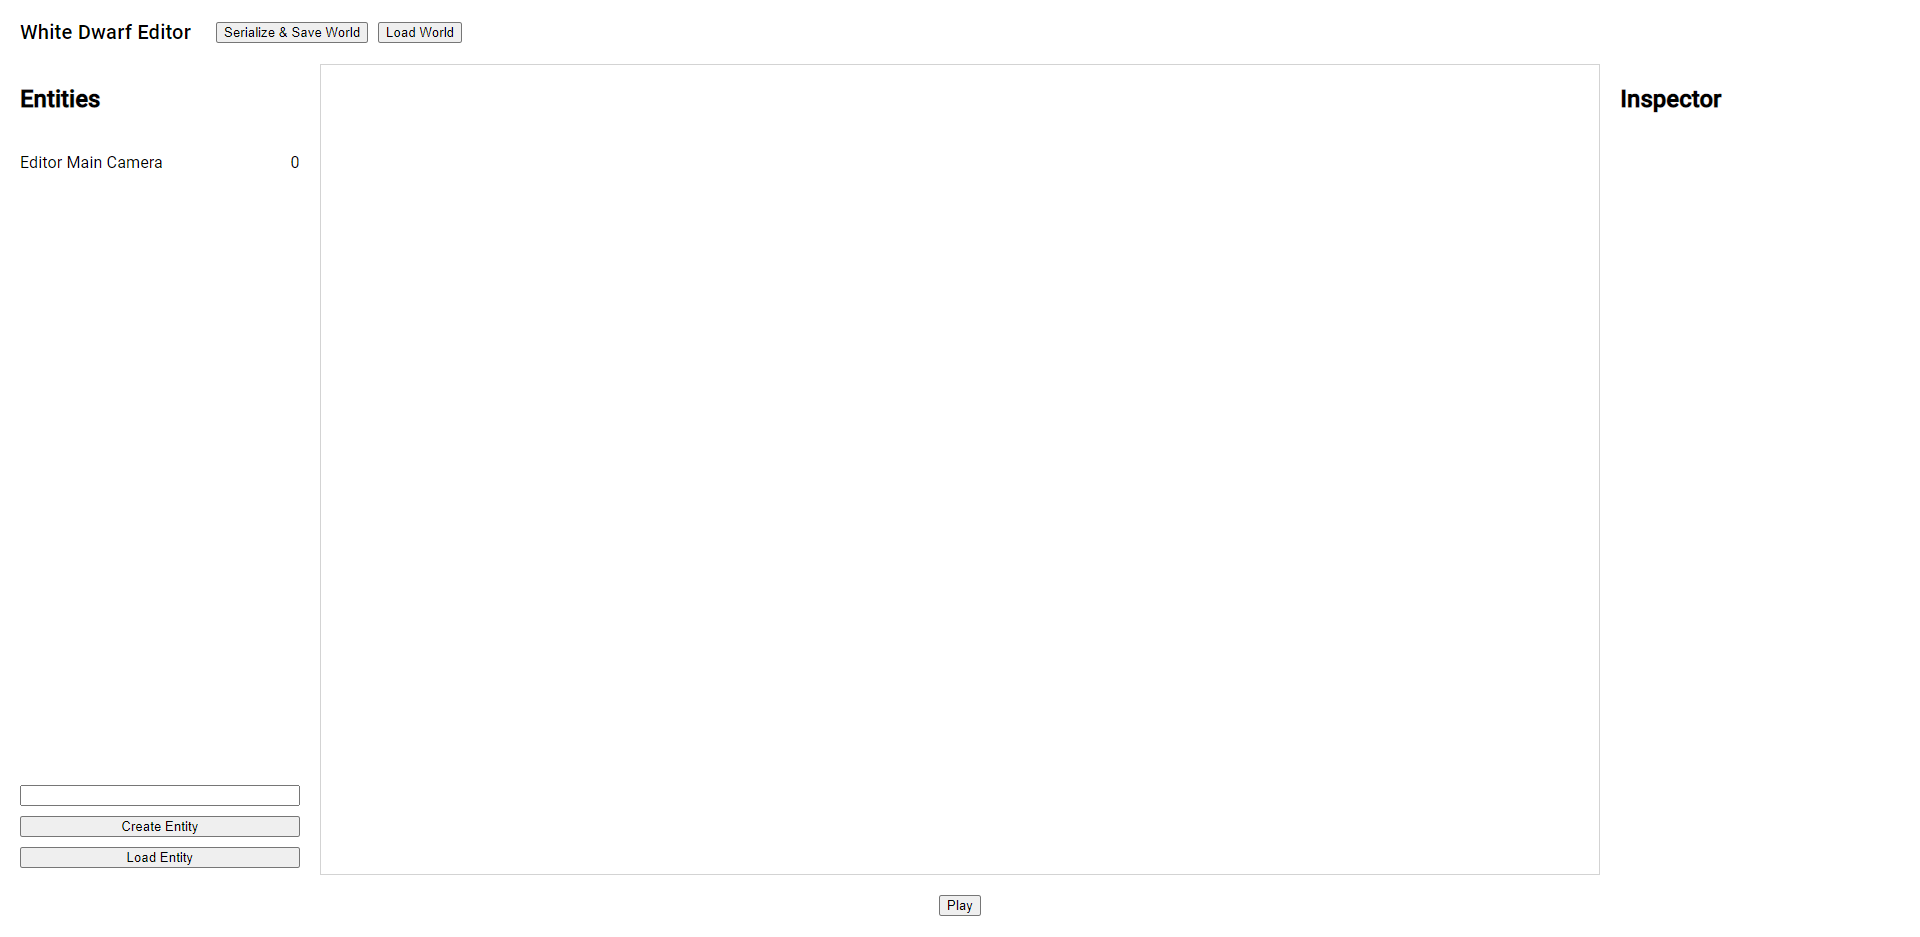 White Dwarf Editor
Serialize & Save World
Load World
Entities
Editor Main Camera 0
Create Entity
Load Entity
Play
Inspector